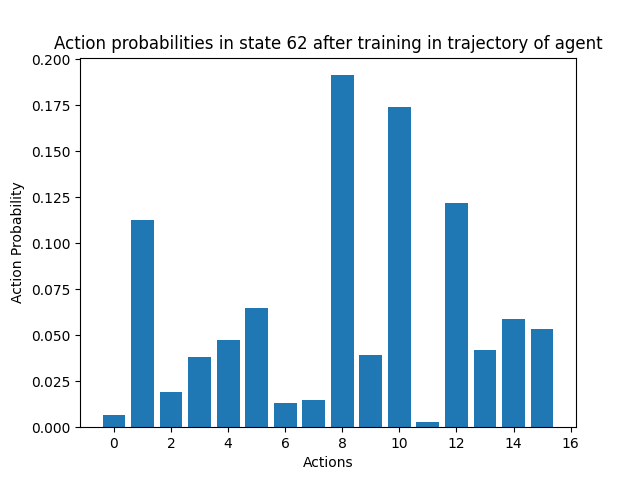 Action probabilities in state 62 after training in trajectory of agent
0.200
0.175
0.150
0.125
0.100
0.075
0.050
0.025
0.000
Action Probability
0 2 4 6 8 10 12 14 16
Actions